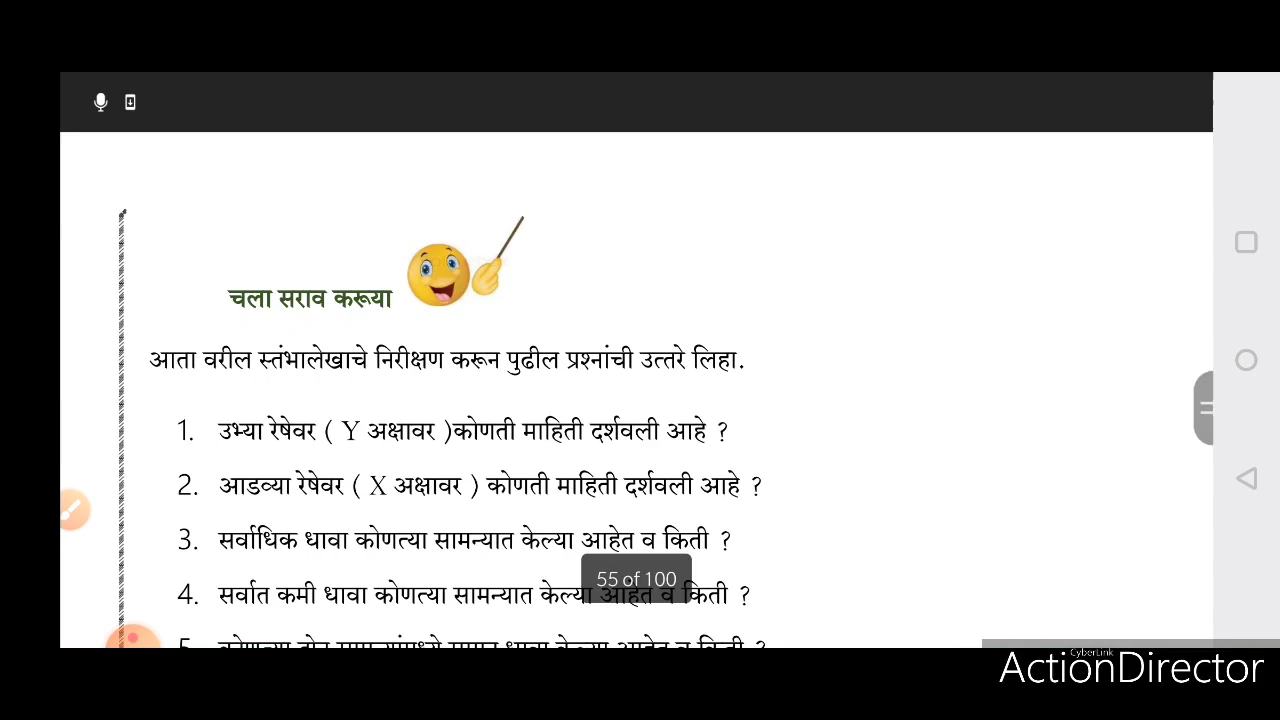 चला सराव करूया
आता वरील स्तंभालेखाचे निरीक्षण करून पुढील प्रश्नांची उत्तरे लिहा.
1. उभ्या रेषेवर ( Y अक्षावर )कोणती माहिती दर्शवली आहे ?
2. आडव्या रेषेवर ( X अक्षावर ) कोणती माहिती दर्शवली आहे ?
3. सर्वाधिक धावा कोणत्या सामन्यात केल्या आहेत व किती ?
55 of 100
4. सर्वात कमी धावा कोणत्या सामन्यात केल्या आहेत व किती ?
CyberLink
ActionDirector